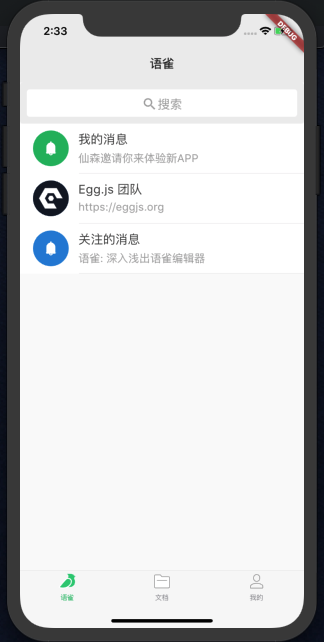 2:33
DEBUG
语雀
搜索
我的消息
仙森邀请你来体验新APP
Egg.js 团队
https://eggjs.org
关注的消息
语雀: 深入浅出语雀编辑器
语雀
文档
我的